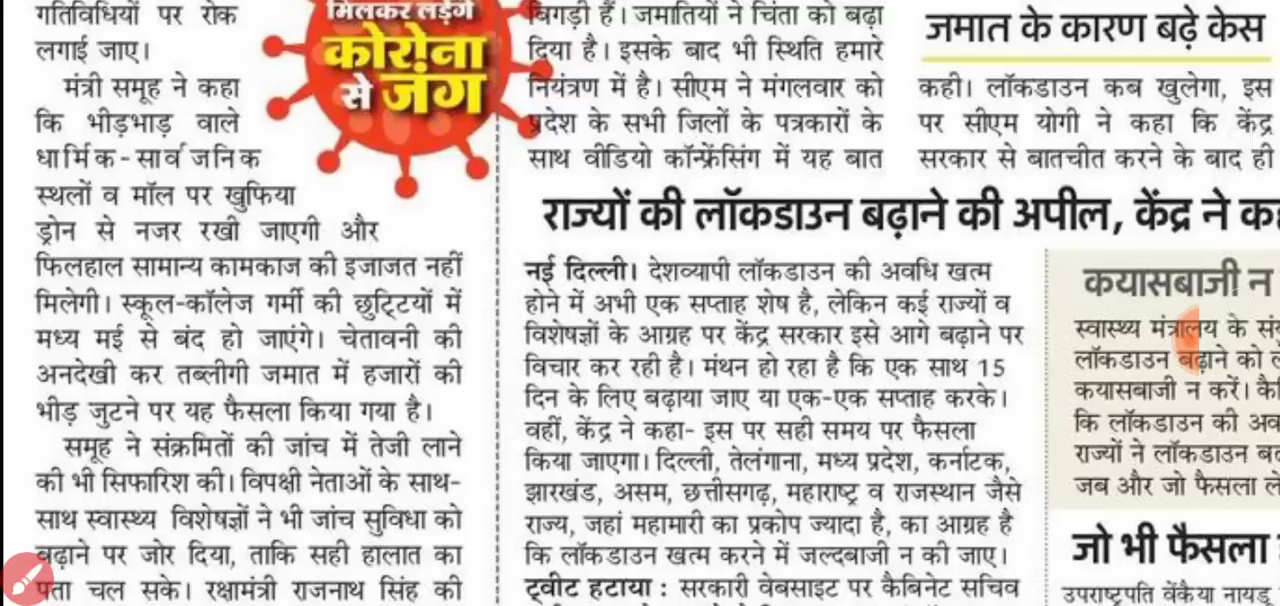 गतिविधियों पर रोक
लगाई जाए।
मंत्री समूह ने कहा
कि भीड़भाड़ वाले
धार्मिक-सार्वजनिक
स्थलों व मॉल पर खुफिया
ड्रोन से नजर रखी जाएगी और
फिलहाल सामान्य कामकाज की इजाजत नहीं
मिलेगी। स्कूल-कॉलेज गर्मी की छुट्टियों में
मध्य मई से बंद हो जाएंगे। चेतावनी की
अनदेखी कर तब्लीगी जमात में हजारों की
भीड़ जुटने पर यह फैसला किया गया है।
समूह ने संक्रमितों की जांच में तेजी लाने
की भी सिफारिश की। विपक्षी नेताओं के साथ-
साथ स्वास्थ्य विशेषज्ञों ने भी जांच सुविधा को
बढ़ाने पर जोर दिया, ताकि सही हालात का
पता चल सके। रक्षामंत्री राजनाथ सिंह की
मिलकर लड़ेंगे
कोरोना
से जंग
बिगड़ी हैं। जमातियों ने चिंता को बढ़ा
दिया है। इसके बाद भी स्थिति हमारे
नियंत्रण में है। सीएम ने मंगलवार को
प्रदेश के सभी जिलों के पत्रकारों के
साथ वीडियो कॉन्फ्रेंसिंग में यह बात
जमात के कारण बढ़े केस
कही। लॉकडाउन कब खुलेगा, इस
पर सीएम योगी ने कहा कि केंद्र
सरकार से बातचीत करने के बाद ही
राज्यों की लॉकडाउन बढ़ाने की अपील, केंद्र ने
नई दिल्ली। देशव्यापी लॉकडाउन की अवधि खत्म
होने में अभी एक सप्ताह शेष है, लेकिन कई राज्यों व
विशेषज्ञों के आग्रह पर केंद्र सरकार इसे आगे बढ़ाने पर
विचार कर रही है। मंथन हो रहा है कि एक साथ 15
दिन के लिए बढ़ाया जाए या एक-एक सप्ताह करके।
वहीं, केंद्र ने कहा- इस पर सही समय पर फैसला
किया जाएगा। दिल्ली, तेलंगाना, मध्य प्रदेश, कर्नाटक,
झारखंड, असम, छत्तीसगढ़, महाराष्ट्र व राजस्थान जैसे
राज्य, जहां महामारी का प्रकोप ज्यादा है, का आग्रह है
कि लॉकडाउन खत्म करने में जल्दबाजी न की जाए।
ट्वीट हटाया : सरकारी वेबसाइट पर कैबिनेट सचिव
कयासबाजी न
स्वास्थ्य मंत्रालय के
लॉकडाउन बढ़ाने को
कयासबाजी न करें।
कि लॉकडाउन की
राज्यों ने लॉकडाउन
जब और जो फैसला
जो भी फैसला
उपराष्ट्रपति वेंकैया नायडू